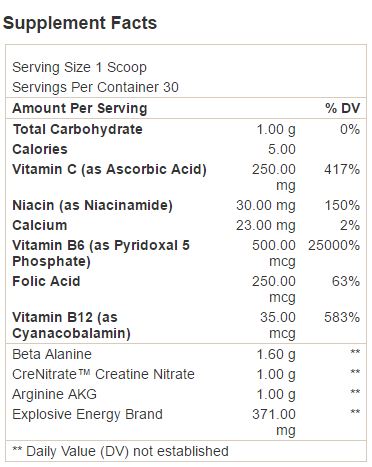 Supplement Facts
Serving Size 1 Scoop
Servings Per Container 30
Amount Per Serving % DV
Total Carbohydrate 1.00 g 0%
Calories 5.00
Vitamin C (as Ascorbic Acid) 250.00 417%
mg
Niacin (as Niacinamide) 30.00 mg 150%
Calcium 23.00 mg 2%
Vitamin B6 (as Pyridoxal 5 500.00 25000%
Phosphate) mcg
Folic Acid 250.00 63%
mcg
Vitamin B12 (as 35.00 583%
Cyanacobalamin) mcg
Beta Alanine 1.60 g **
CreNitrate™ Creatine Nitrate 1.00 g **
Arginine AKG 1.00 g **
Explosive Energy Brand 371.00 **
mg
** Daily Value (DV) not established